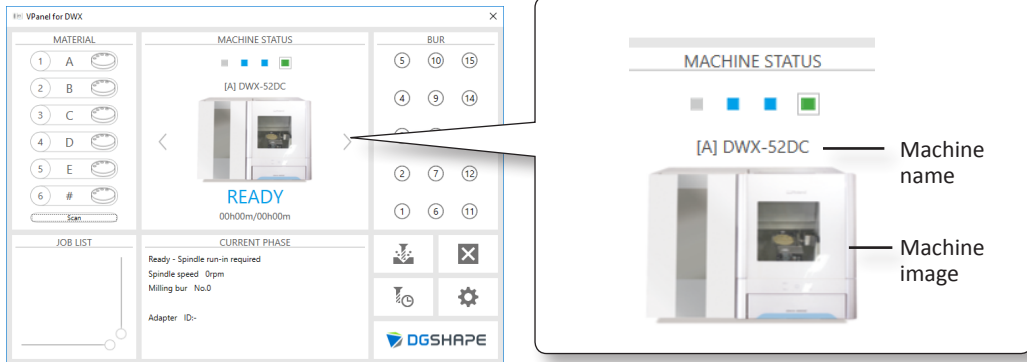 VPanel for DWX
MATERIAL
1 A
2 B
3 C
4 D
5 E
6 #
Scan
MACHINE STATUS
[A] DWX-52DC
READY
00h00m/00h00m
BUR
5 10 15
4 9 14
2 7 12
1 6 11
JOB LIST
CURRENT PHASE
Ready - Spindle run-in required
Spindle speed 0rpm
Milling bur No.0
Adapter ID:-
DGSHAPE
MACHINE STATUS
[A] DWX-52DC
Machine
name
Machine
image